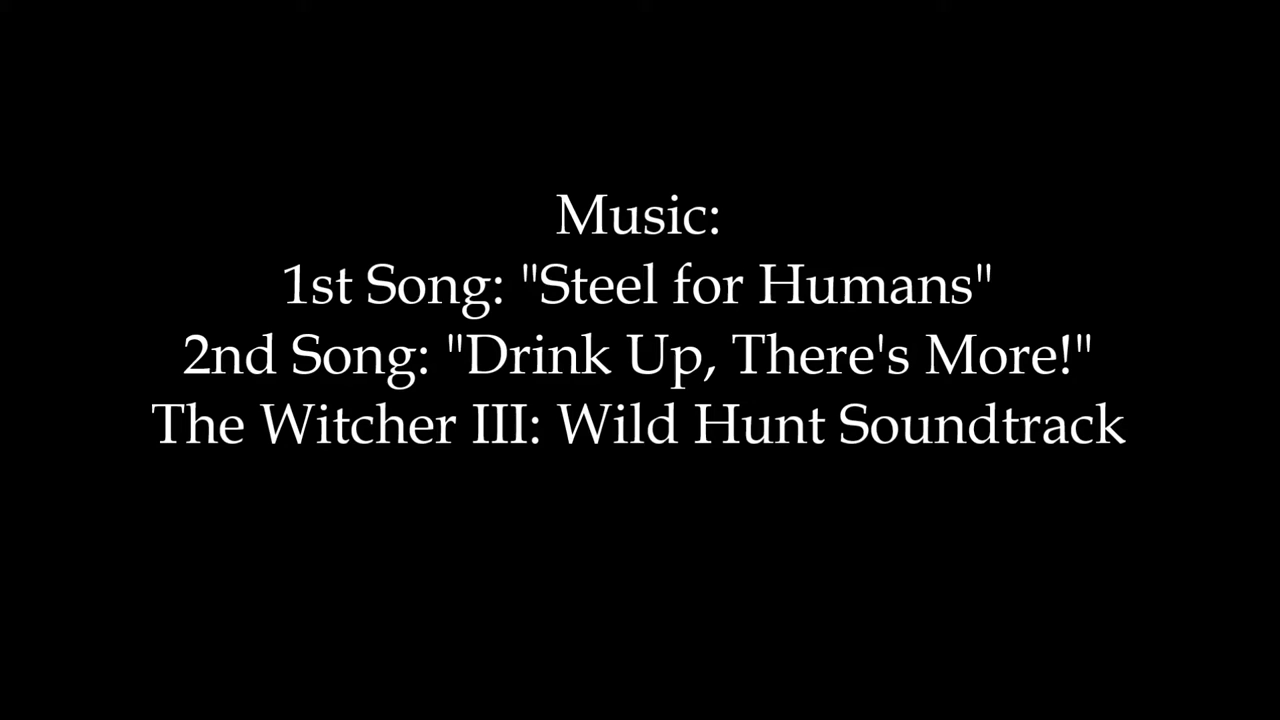 Music:
1st Song: "Steel for Humans"
2nd Song: "Drink Up, There's More!"
The Witcher III: Wild Hunt Soundtrack